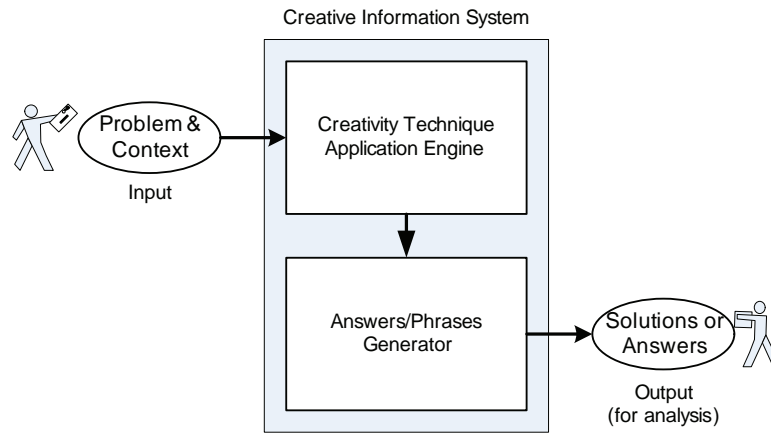 Creative Information System
Problem &
Context
Input
Creativity Technique
Application Engine
Answers/Phrases
Generator
Solutions or
Answers
Output
(for analysis)